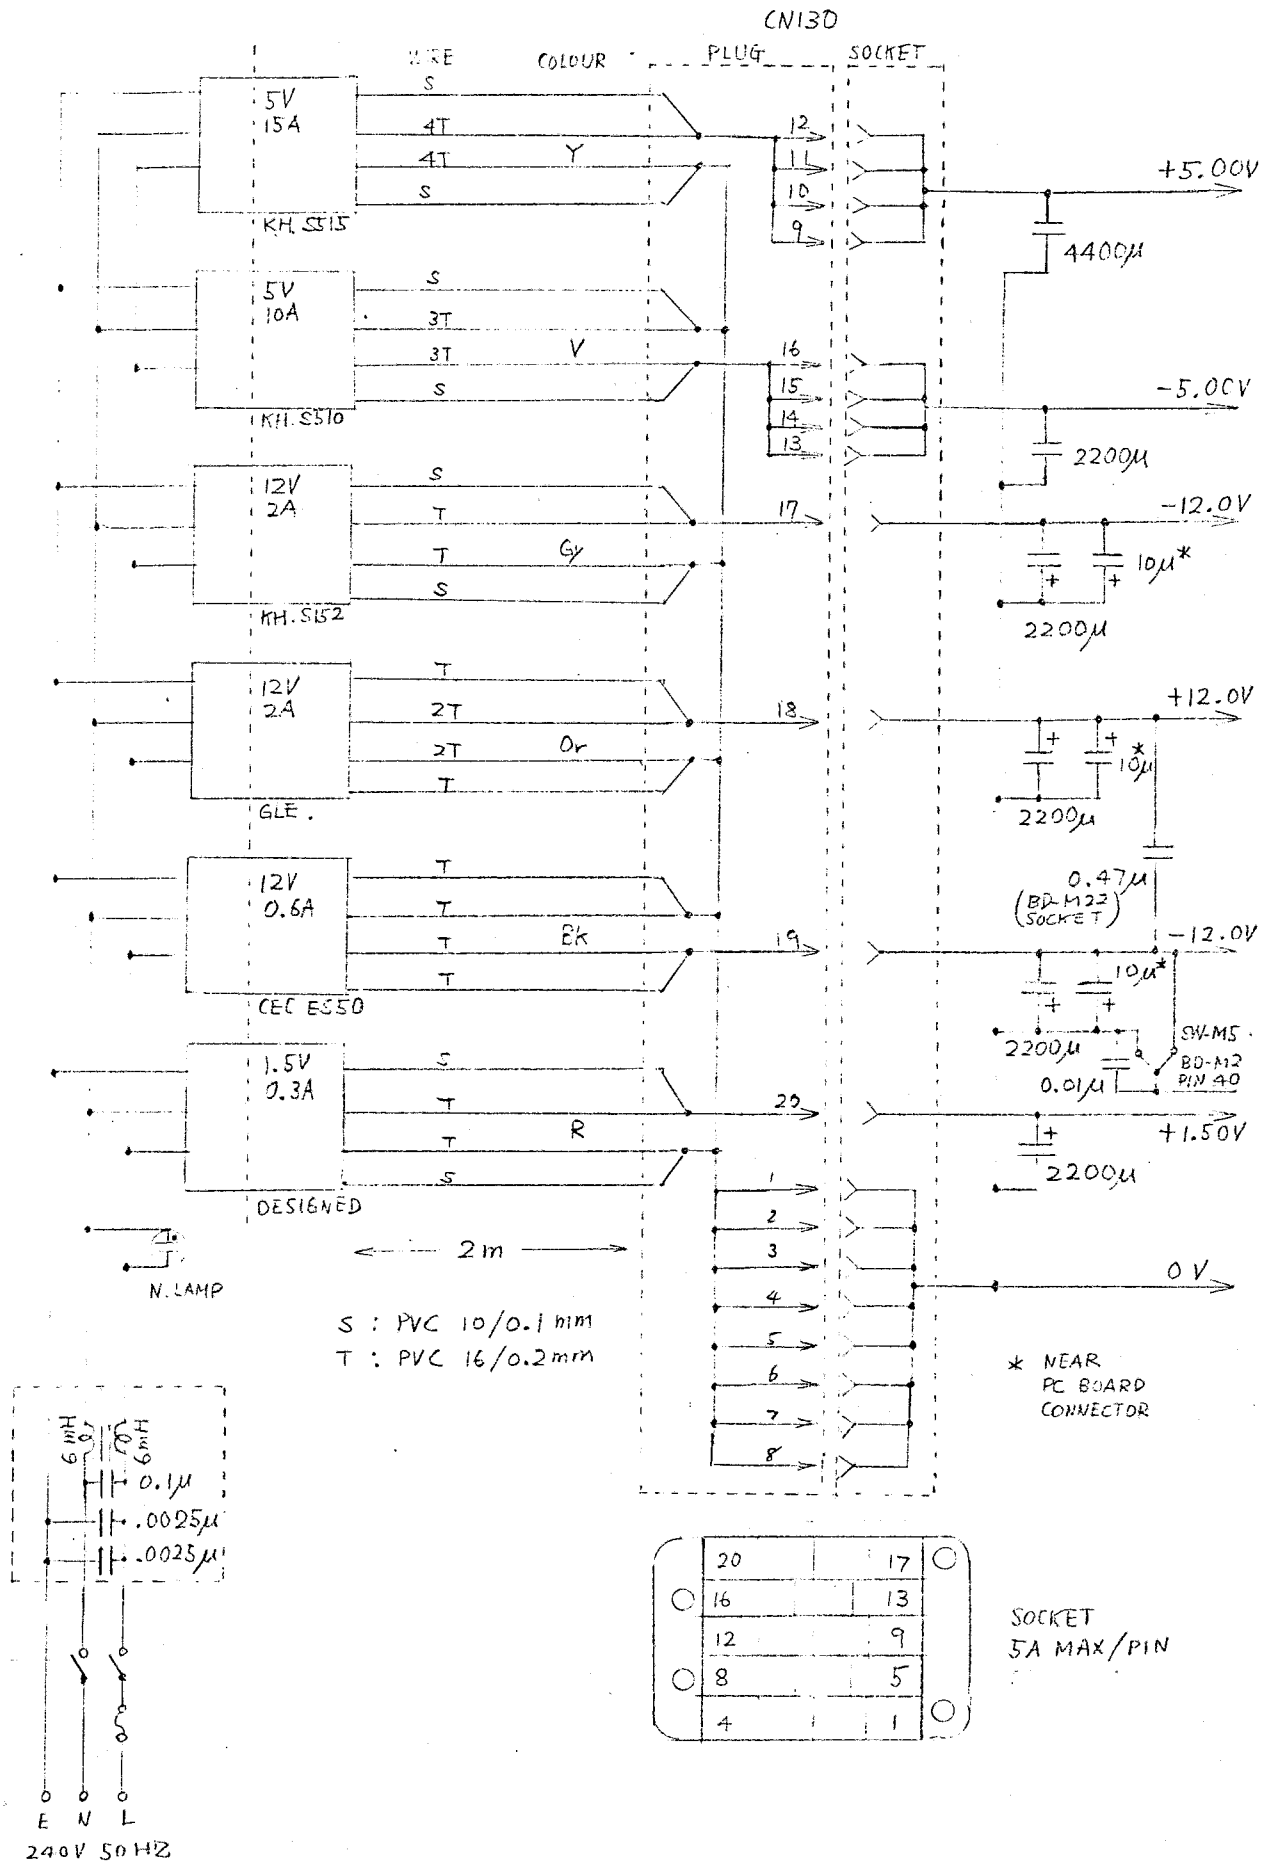 CN130
WIRE COLOUR PLUG SOCKET
5V
15A
S
4T
4T Y
S
KH. S515
12
11
10
9
+5.00V
4400μ
5V
10A
S
3T
3T V
S
KH. S510
16
15
14
13
-5.00V
2200μ
12V
2A
S
T
T Gy
S
KH. S152
17
-12.0V
10μ*
2200μ
12V
2A
T
2T
2T Or
T
GLE.
18
+12.0V
+ +
10μ*
2200μ
0.47μ
(BD-M22
SOCKET)
12V
0.6A
T
T
T Bk
T
CEC ES50
19
-12.0V
10μ*
+ +
2200μ
SW-M5
BD-M2
PIN 40
0.01μ
1.5V
0.3A
S
T
T R
S
DESIGNED
20
+1.50V
+
2200μ
1
2
3
4
5
6
7
8
0V
N. LAMP
2m
S : PVC 10/0.1mm
T : PVC 16/0.2mm
* NEAR
PC BOARD
CONNECTOR
6mH 6mH
0.1μ
.0025μ
.0025μ
E N L
240V 50HZ
20 17
16 13
12 9
8 5
4 1
SOCKET
5A MAX/PIN